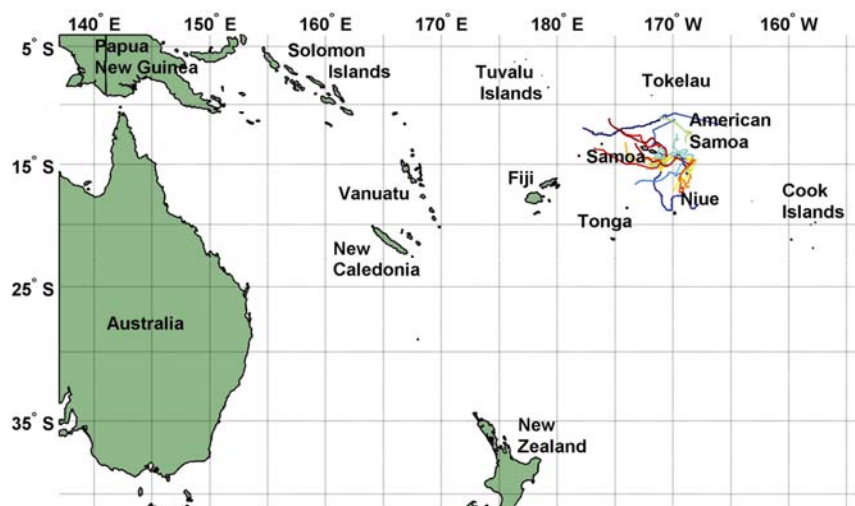 140° E 150° E 160° E 170° E 180° E 170° W 160° W
5° S
Papua
New Guinea
Solomon
Islands
Tuvalu
Islands
Tokelau
American
Samoa
15° S
Samoa
Fiji
Vanuatu
Niue
Cook
Islands
Tonga
New
Caledonia
25° S
Australia
35° S
New
Zealand